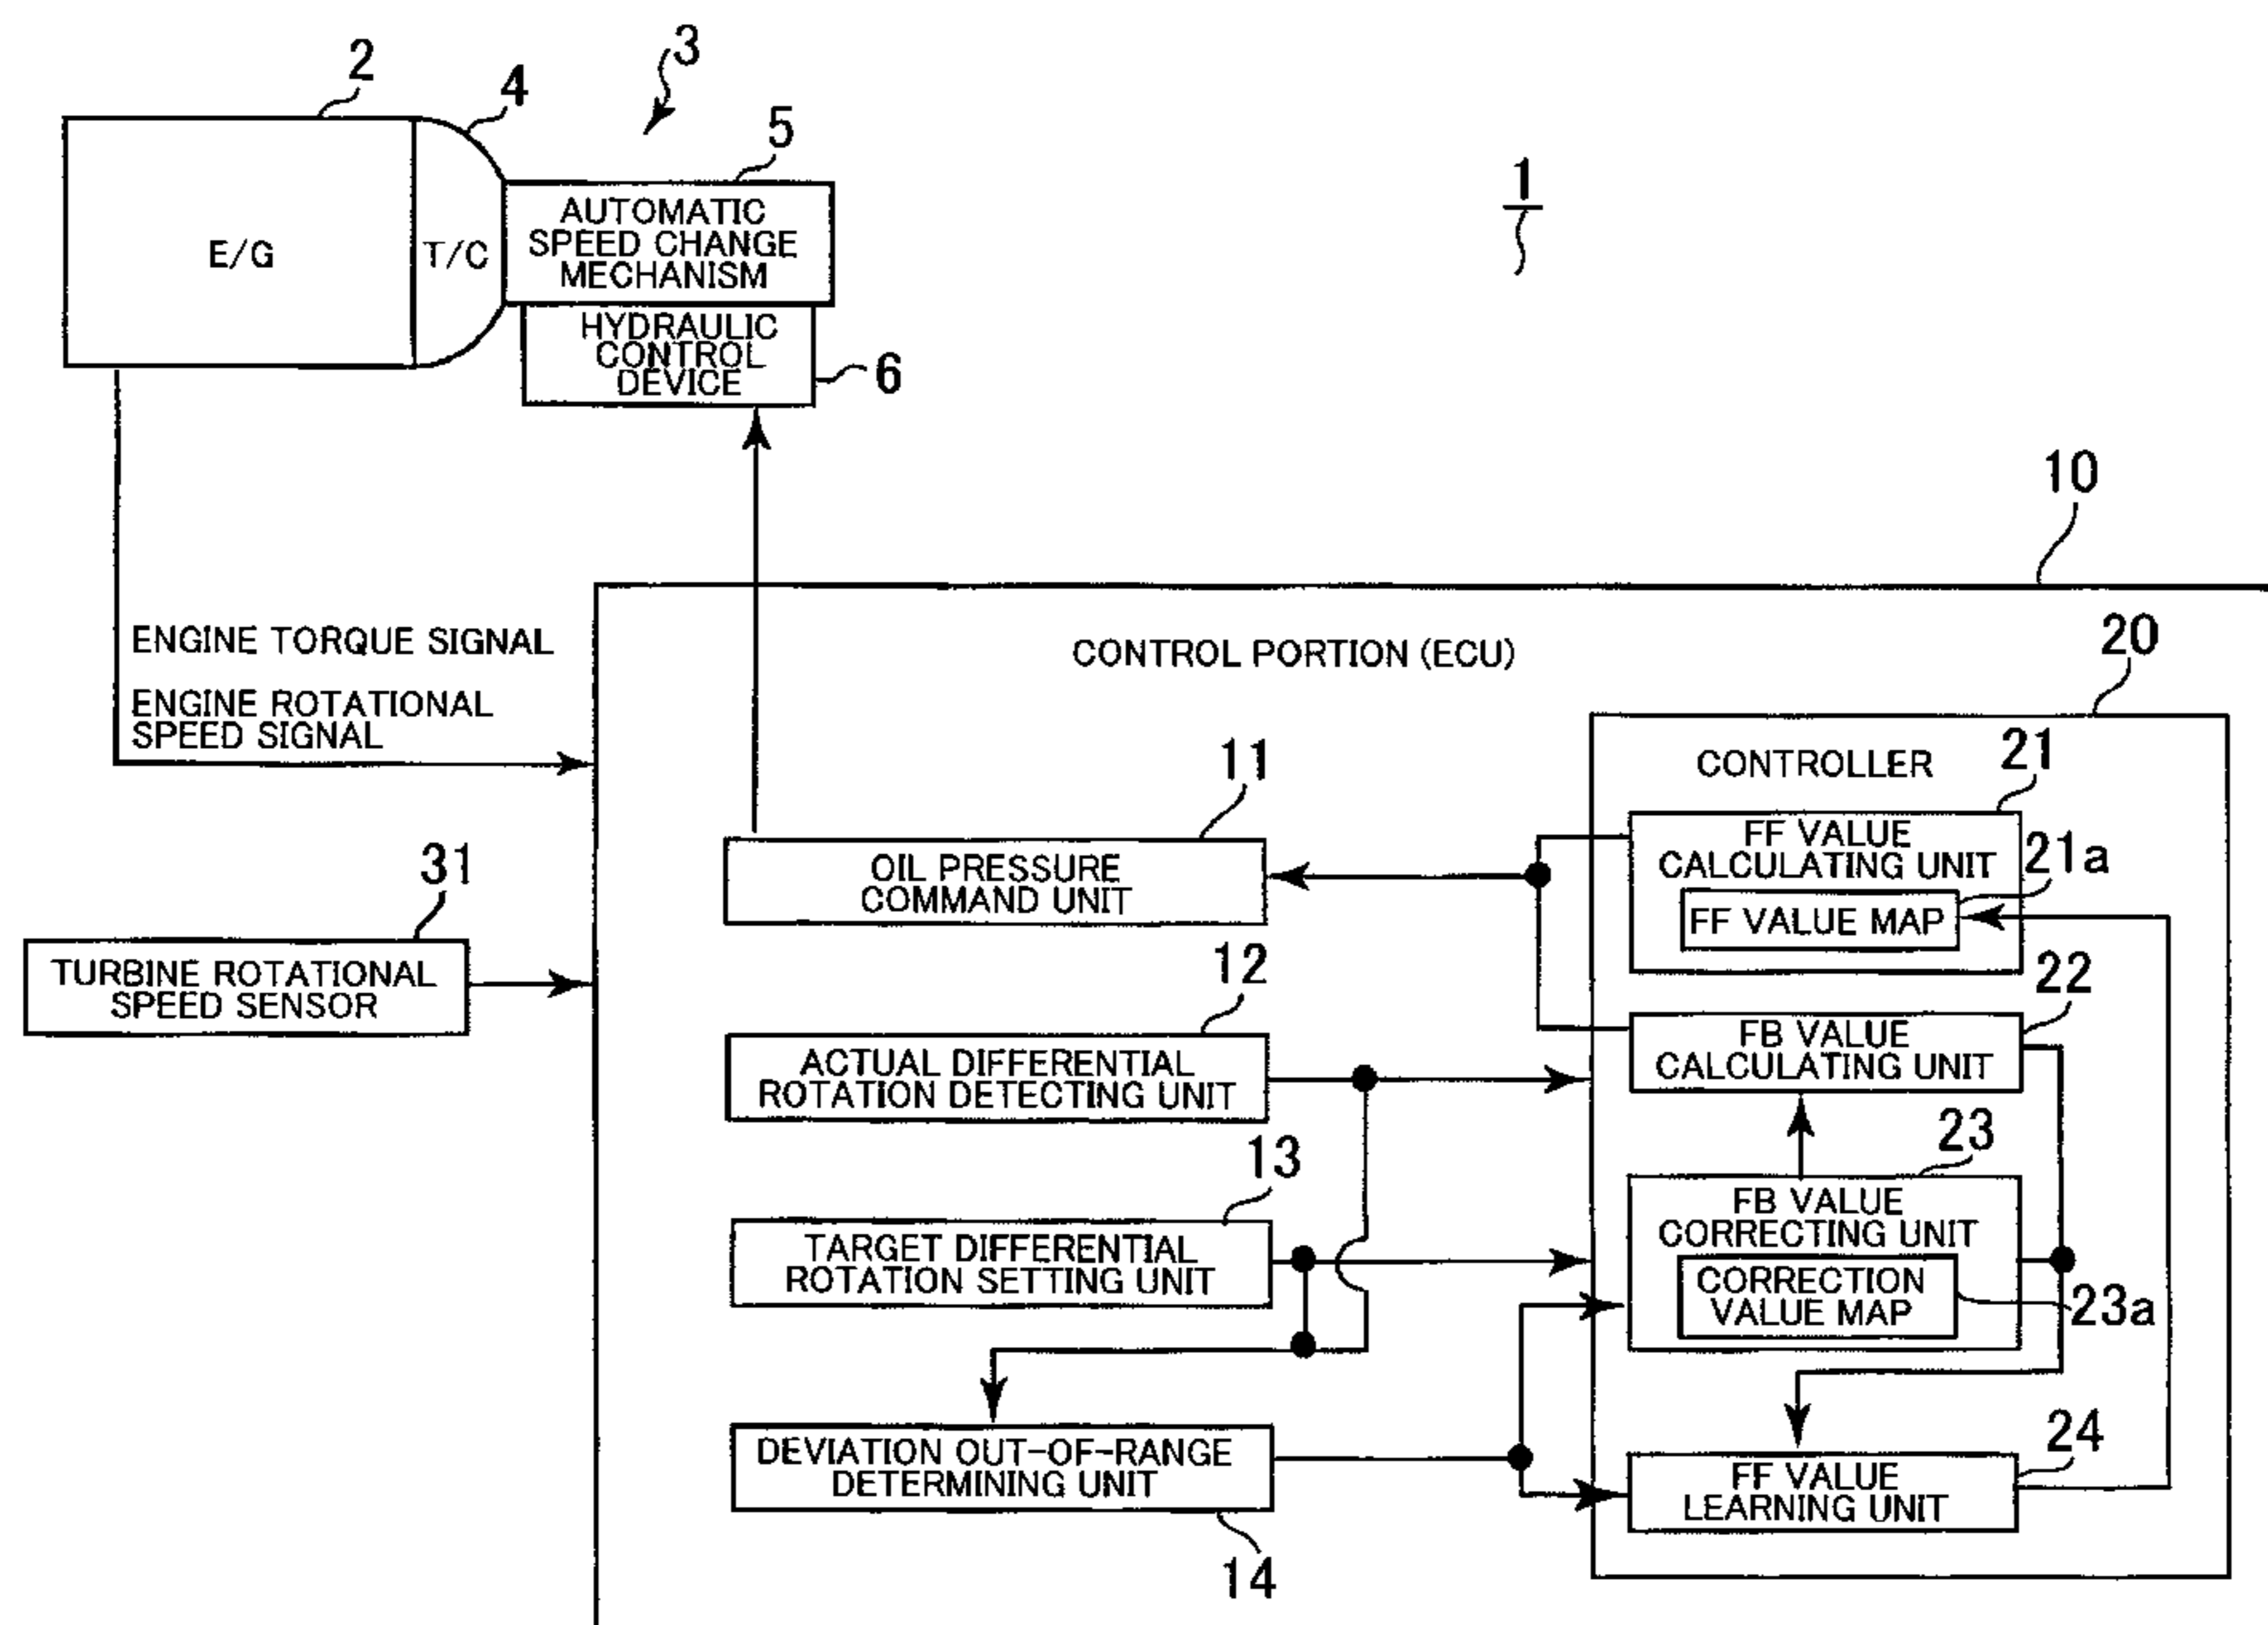 2
4
3
5
1
E/G
T/C
AUTOMATIC
SPEED CHANGE
MECHANISM
HYDRAULIC
CONTROL
DEVICE
6
10
ENGINE TORQUE SIGNAL
ENGINE ROTATIONAL
SPEED SIGNAL
CONTROL PORTION (ECU)
20
11
CONTROLLER
21
OIL PRESSURE
COMMAND UNIT
FF VALUE
CALCULATING UNIT
21a
FF VALUE MAP
31
TURBINE ROTATIONAL
SPEED SENSOR
12
22
ACTUAL DIFFERENTIAL
ROTATION DETECTING UNIT
FB VALUE
CALCULATING UNIT
13
23
TARGET DIFFERENTIAL
ROTATION SETTING UNIT
FB VALUE
CORRECTING UNIT
CORRECTION
VALUE MAP
23a
DEVIATION OUT-OF-RANGE
DETERMINING UNIT
24
FF VALUE
LEARNING UNIT
14